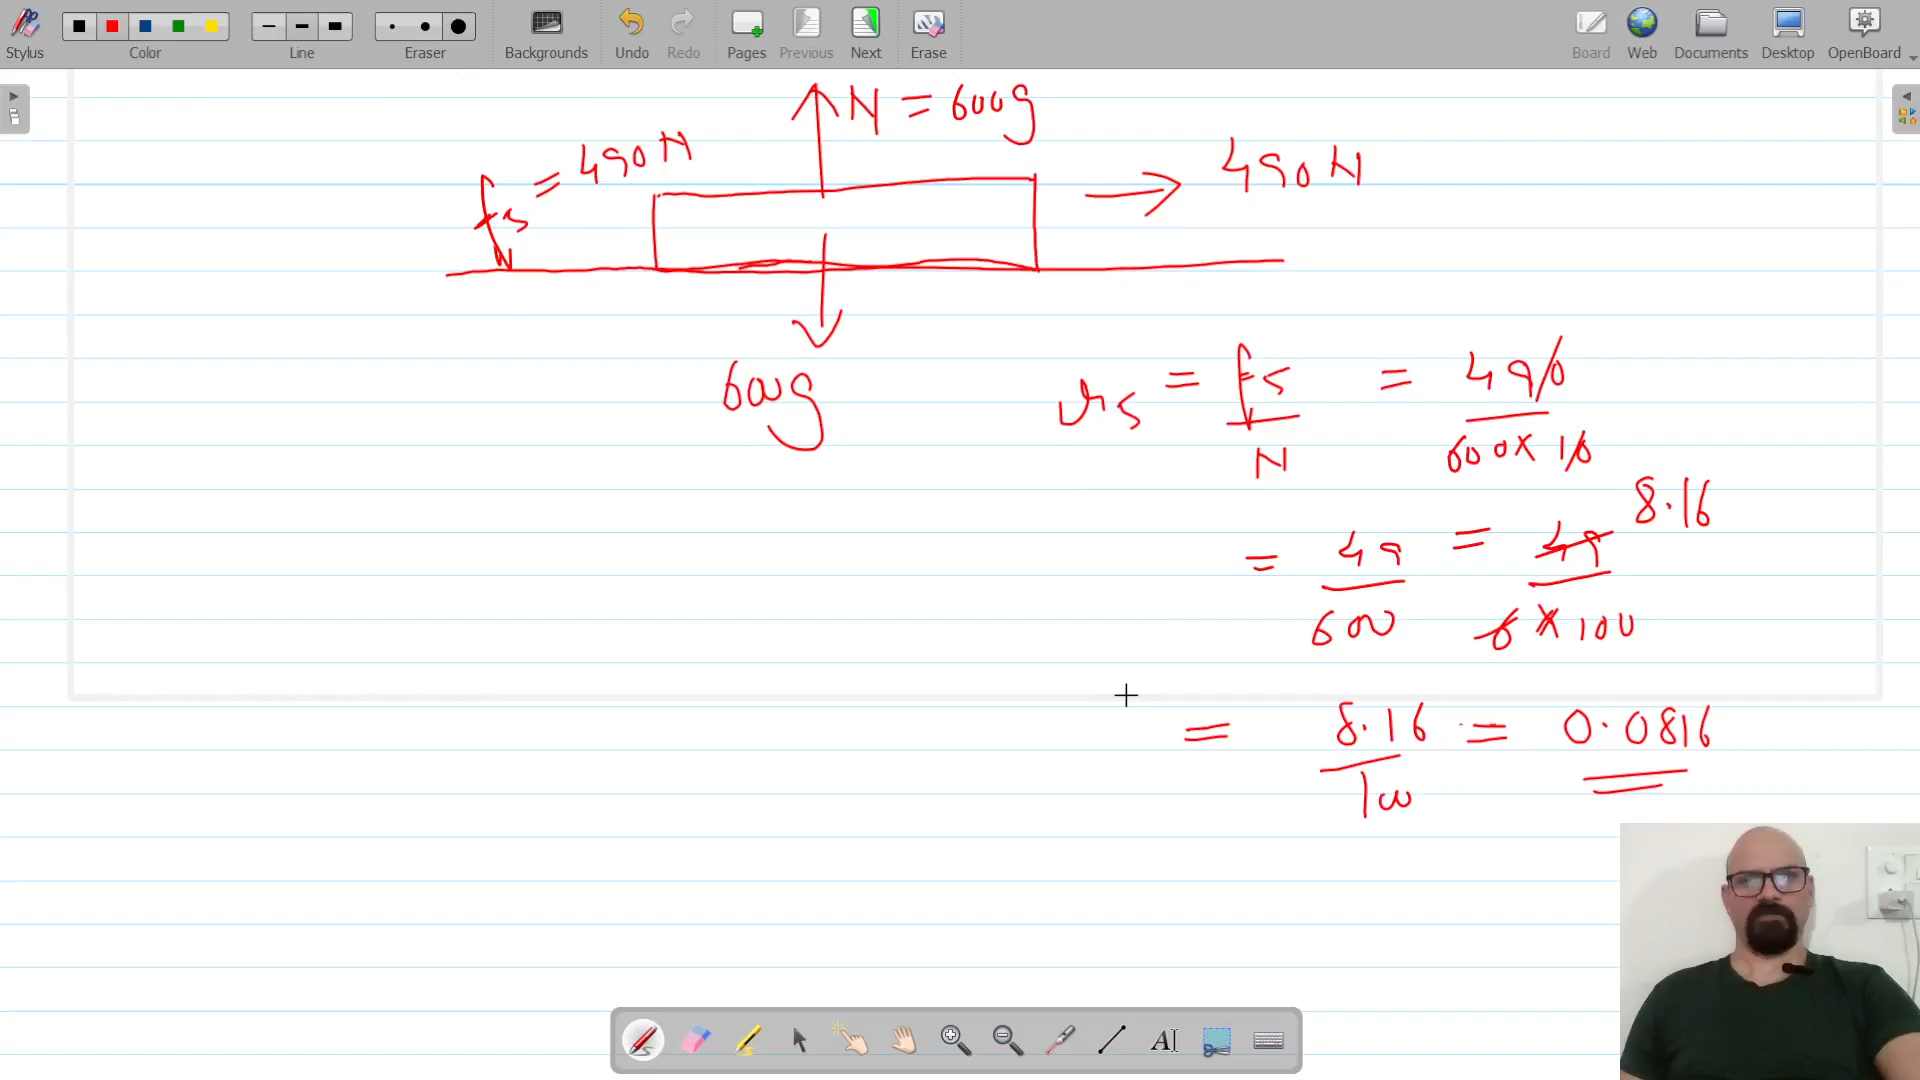 Stylus Color Line Eraser Backgrounds Undo Redo Pages Previous Next Erase Board Web Documents Desktop OpenBoard
N = 600g
fs = 490 N
490 N
600g
μs = fs/N = 490/600×10
8.16
= 49/600 = 49/6×100
= 8.16/100 = 0.0816